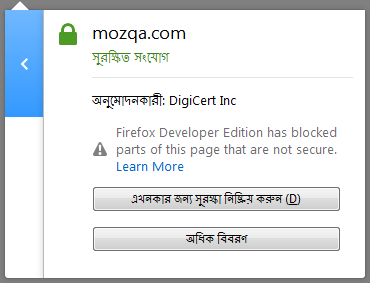 mozqa.com
সুরক্ষিত সংযোগ
অনুমোদনকারী: DigiCert Inc
Firefox Developer Edition has blocked
parts of this page that are not secure.
Learn More
এখনকার জন্য সুরক্ষা নিষ্ক্রিয় করুন (D)
অধিক বিবরণ